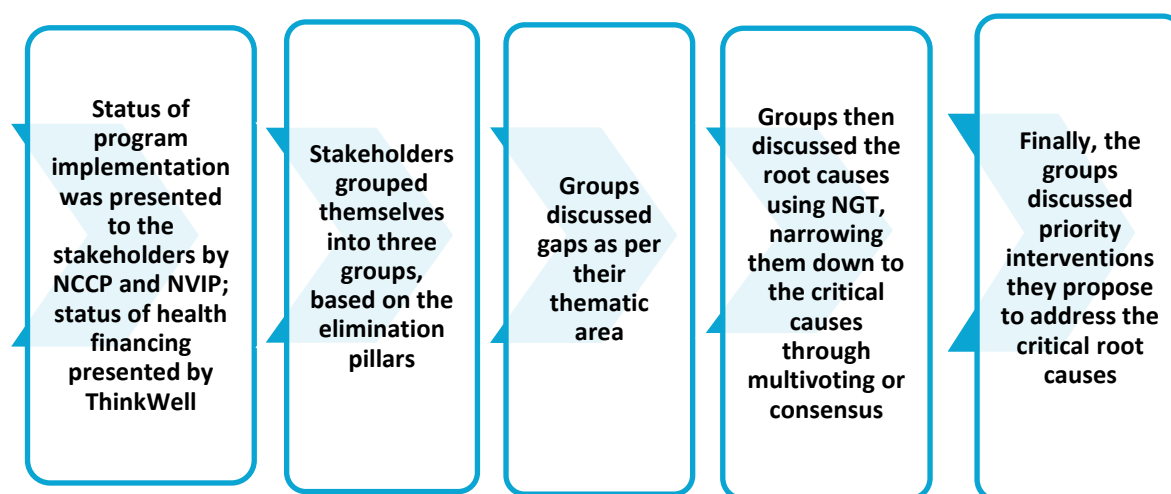 Status of
program
implementation
was presented
to the
stakeholders by
NCCP and NVIP;
status of health
financing
presented by
ThinkWell
Stakeholders
grouped
themselves
into three
groups,
based on the
elimination
pillars
Groups
discussed
gaps as per
their
thematic
area
Groups then
discussed the
root causes
using NGT,
narrowing
them down to
the critical
causes
through
multivoting or
consensus
Finally, the
groups
discussed
priority
interventions
they propose
to address the
critical root
causes